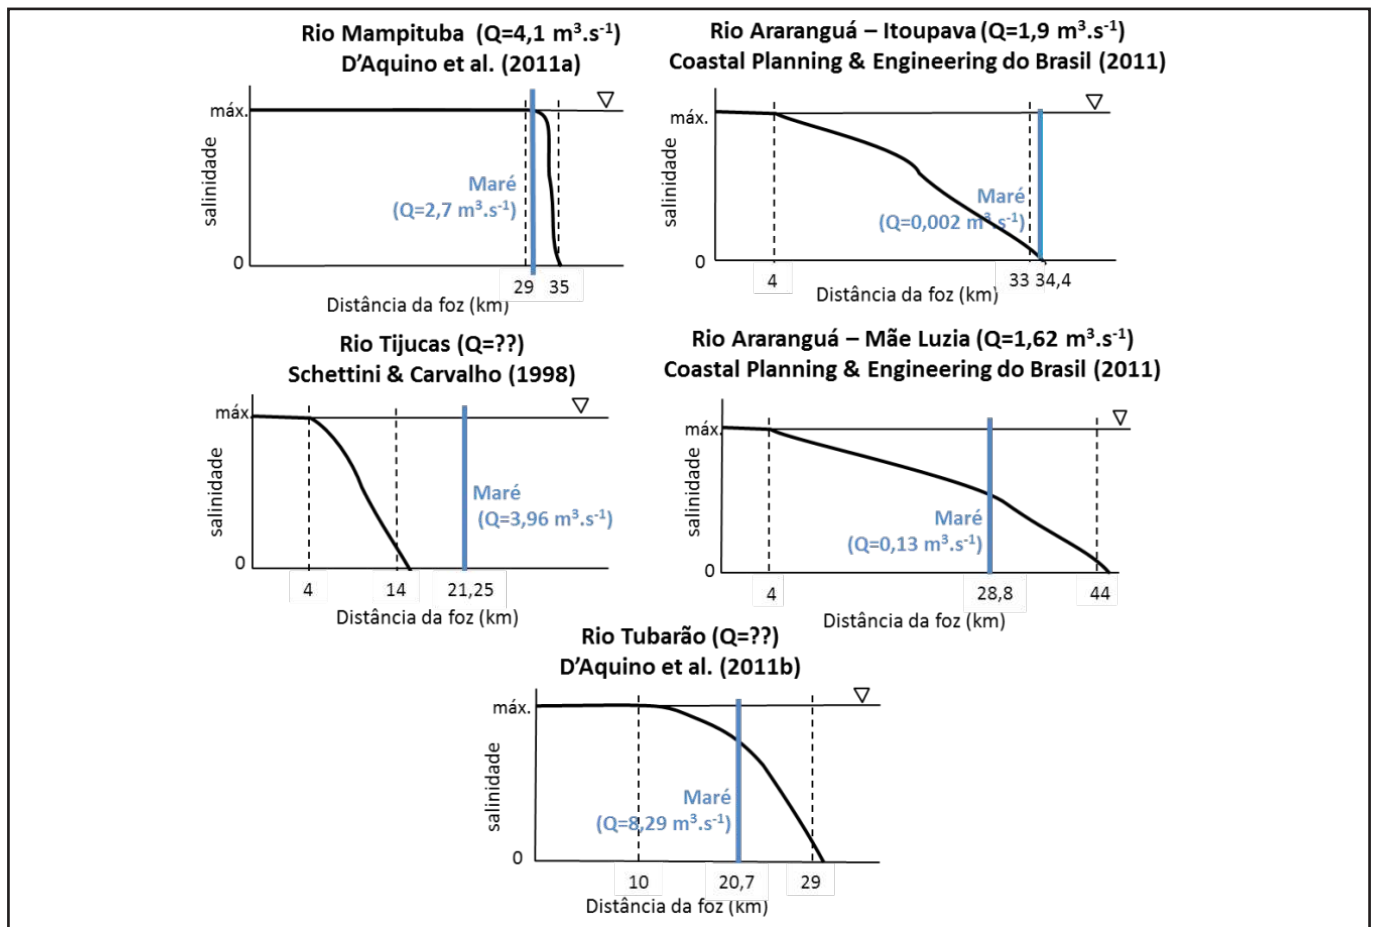 Rio Mampituba (Q=4,1 m³.s⁻¹)
D'Aquino et al. (2011a)
máx.
salinidade
Maré
(Q=2,7 m³.s⁻¹)
0
29 35
Distância da foz (km)
Rio Araranguá – Itoupava (Q=1,9 m³.s⁻¹)
Coastal Planning & Engineering do Brasil (2011)
máx.
salinidade
Maré
(Q=0,002 m³.s⁻¹)
0
4 33 34,4
Distância da foz (km)
Rio Tijucas (Q=??)
Schettini & Carvalho (1998)
máx.
salinidade
Maré
(Q=3,96 m³.s⁻¹)
0
4 14 21,25
Distância da foz (km)
Rio Araranguá – Mãe Luzia (Q=1,62 m³.s⁻¹)
Coastal Planning & Engineering do Brasil (2011)
máx.
salinidade
Maré
(Q=0,13 m³.s⁻¹)
0
4 28,8 44
Distância da foz (km)
Rio Tubarão (Q=??)
D'Aquino et al. (2011b)
máx.
salinidade
Maré
(Q=8,29 m³.s⁻¹)
0
10 20,7 29
Distância da foz (km)